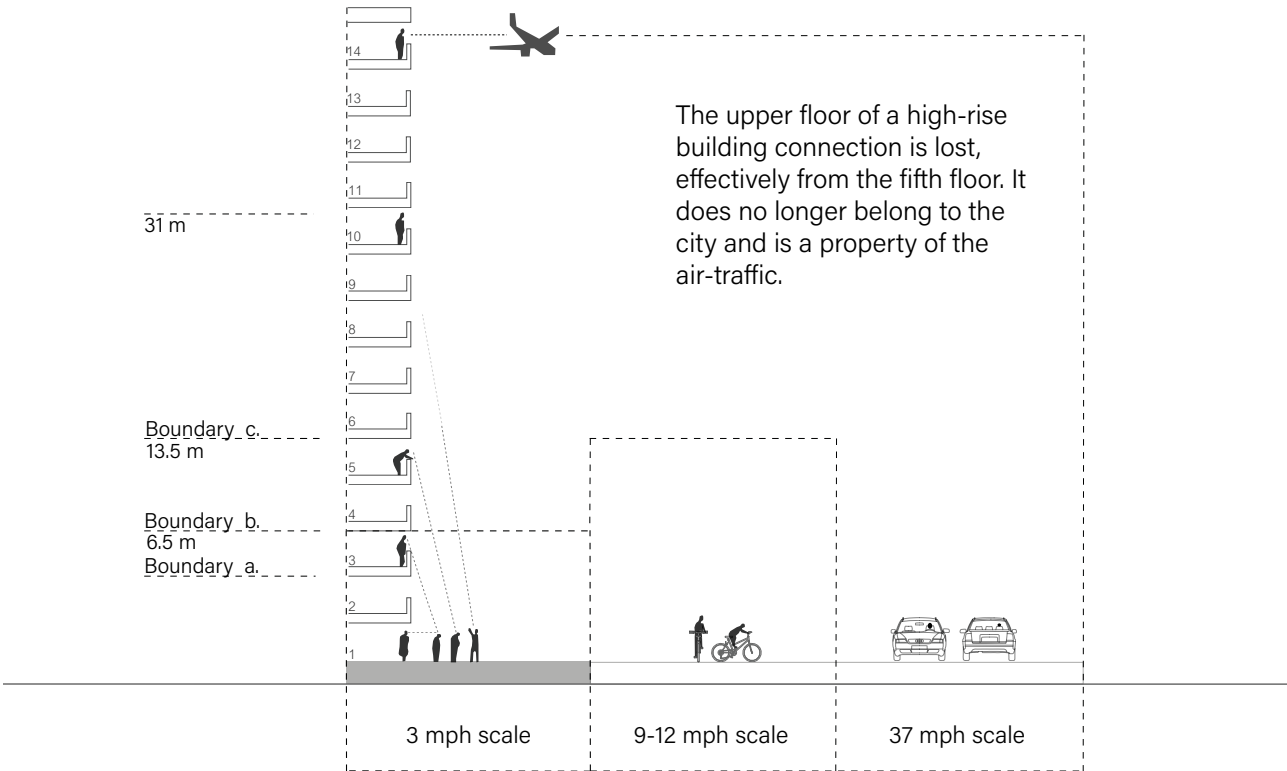 14
13
12
11
31 m
10
9
8
7
6
Boundary c.
13.5 m
5
4
Boundary b.
6.5 m
3
Boundary a.
2
1
The upper floor of a high-rise
building connection is lost,
effectively from the fifth floor. It
does no longer belong to the
city and is a property of the
air-traffic.
3 mph scale
9-12 mph scale
37 mph scale